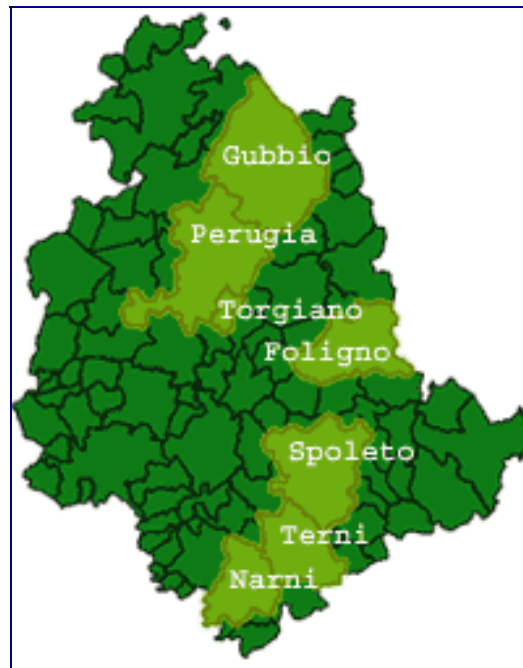 Gubbio
Perugia
Torgiano
Foligno
Spoleto
Terni
Narni